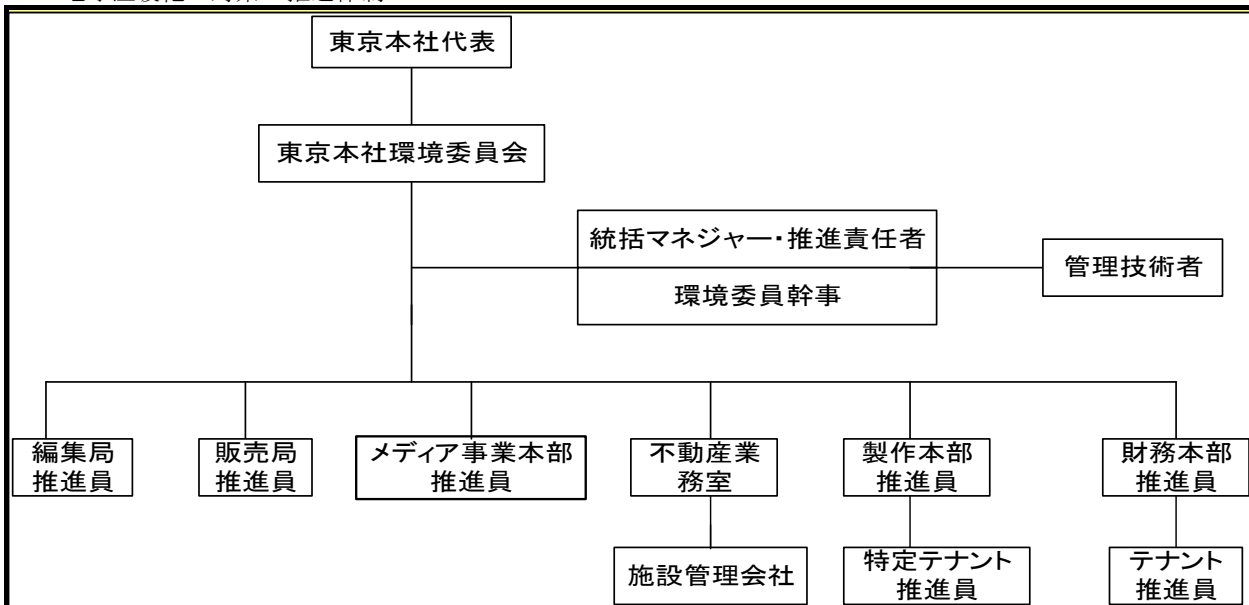 東京本社代表
東京本社環境委員会
統括マネジャー・推進責任者
環境委員幹事
管理技術者
編集局
推進員
販売局
推進員
メディア事業本部
推進員
不動産業
務室
製作本部
推進員
財務本部
推進員
施設管理会社
特定テナント
推進員
テナント
推進員